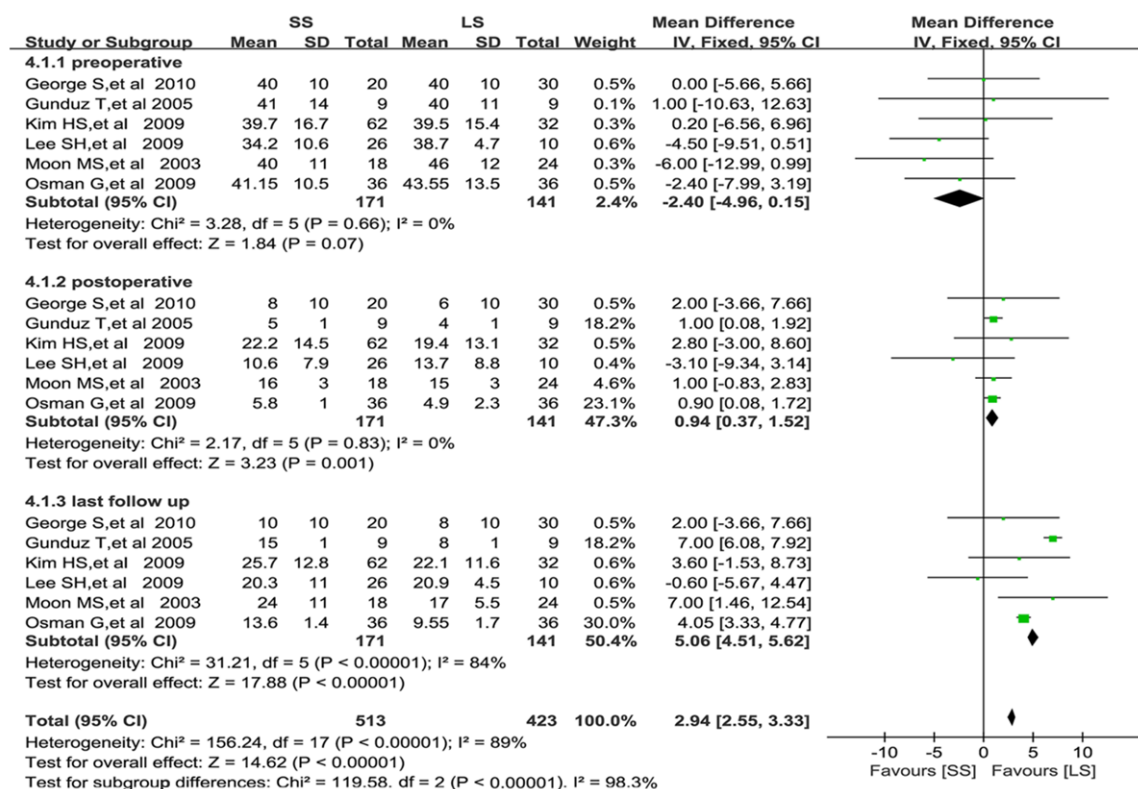 SS LS Mean Difference Mean Difference
Study or Subgroup Mean SD Total Mean SD Total Weight IV, Fixed, 95% CI IV, Fixed, 95% CI
4.1.1 preoperative
George S,et al 2010 40 10 20 40 10 30 0.5% 0.00 [-5.66, 5.66]
Gunduz T,et al 2005 41 14 9 40 11 9 0.1% 1.00 [-10.63, 12.63]
Kim HS,et al 2009 39.7 16.7 62 39.5 15.4 32 0.3% 0.20 [-6.56, 6.96]
Lee SH,et al 2009 34.2 10.6 26 38.7 4.7 10 0.6% -4.50 [-9.51, 0.51]
Moon MS,et al 2003 40 11 18 46 12 24 0.3% -6.00 [-12.99, 0.99]
Osman G,et al 2009 41.15 10.5 36 43.55 13.5 36 0.5% -2.40 [-7.99, 3.19]
Subtotal (95% CI) 171 141 2.4% -2.40 [-4.96, 0.15]
Heterogeneity: Chi² = 3.28, df = 5 (P = 0.66); I² = 0%
Test for overall effect: Z = 1.84 (P = 0.07)
4.1.2 postoperative
George S,et al 2010 8 10 20 6 10 30 0.5% 2.00 [-3.66, 7.66]
Gunduz T,et al 2005 5 1 9 4 1 9 18.2% 1.00 [0.08, 1.92]
Kim HS,et al 2009 22.2 14.5 62 19.4 13.1 32 0.5% 2.80 [-3.00, 8.60]
Lee SH,et al 2009 10.6 7.9 26 13.7 8.8 10 0.4% -3.10 [-9.34, 3.14]
Moon MS,et al 2003 16 3 18 15 3 24 4.6% 1.00 [-0.83, 2.83]
Osman G,et al 2009 5.8 1 36 4.9 2.3 36 23.1% 0.90 [0.08, 1.72]
Subtotal (95% CI) 171 141 47.3% 0.94 [0.37, 1.52]
Heterogeneity: Chi² = 2.17, df = 5 (P = 0.83); I² = 0%
Test for overall effect: Z = 3.23 (P = 0.001)
4.1.3 last follow up
George S,et al 2010 10 10 20 8 10 30 0.5% 2.00 [-3.66, 7.66]
Gunduz T,et al 2005 15 1 9 8 1 9 18.2% 7.00 [6.08, 7.92]
Kim HS,et al 2009 25.7 12.8 62 22.1 11.6 32 0.6% 3.60 [-1.53, 8.73]
Lee SH,et al 2009 20.3 11 26 20.9 4.5 10 0.6% -0.60 [-5.67, 4.47]
Moon MS,et al 2003 24 11 18 17 5.5 24 0.5% 7.00 [1.46, 12.54]
Osman G,et al 2009 13.6 1.4 36 9.55 1.7 36 30.0% 4.05 [3.33, 4.77]
Subtotal (95% CI) 171 141 50.4% 5.06 [4.51, 5.62]
Heterogeneity: Chi² = 31.21, df = 5 (P < 0.00001); I² = 84%
Test for overall effect: Z = 17.88 (P < 0.00001)
Total (95% CI) 513 423 100.0% 2.94 [2.55, 3.33]
Heterogeneity: Chi² = 156.24, df = 17 (P < 0.00001); I² = 89%
Test for overall effect: Z = 14.62 (P < 0.00001)
Test for subgroup differences: Chi² = 119.58. df = 2 (P < 0.00001). I² = 98.3%
-10 -5 0 5 10
Favours [SS] Favours [LS]